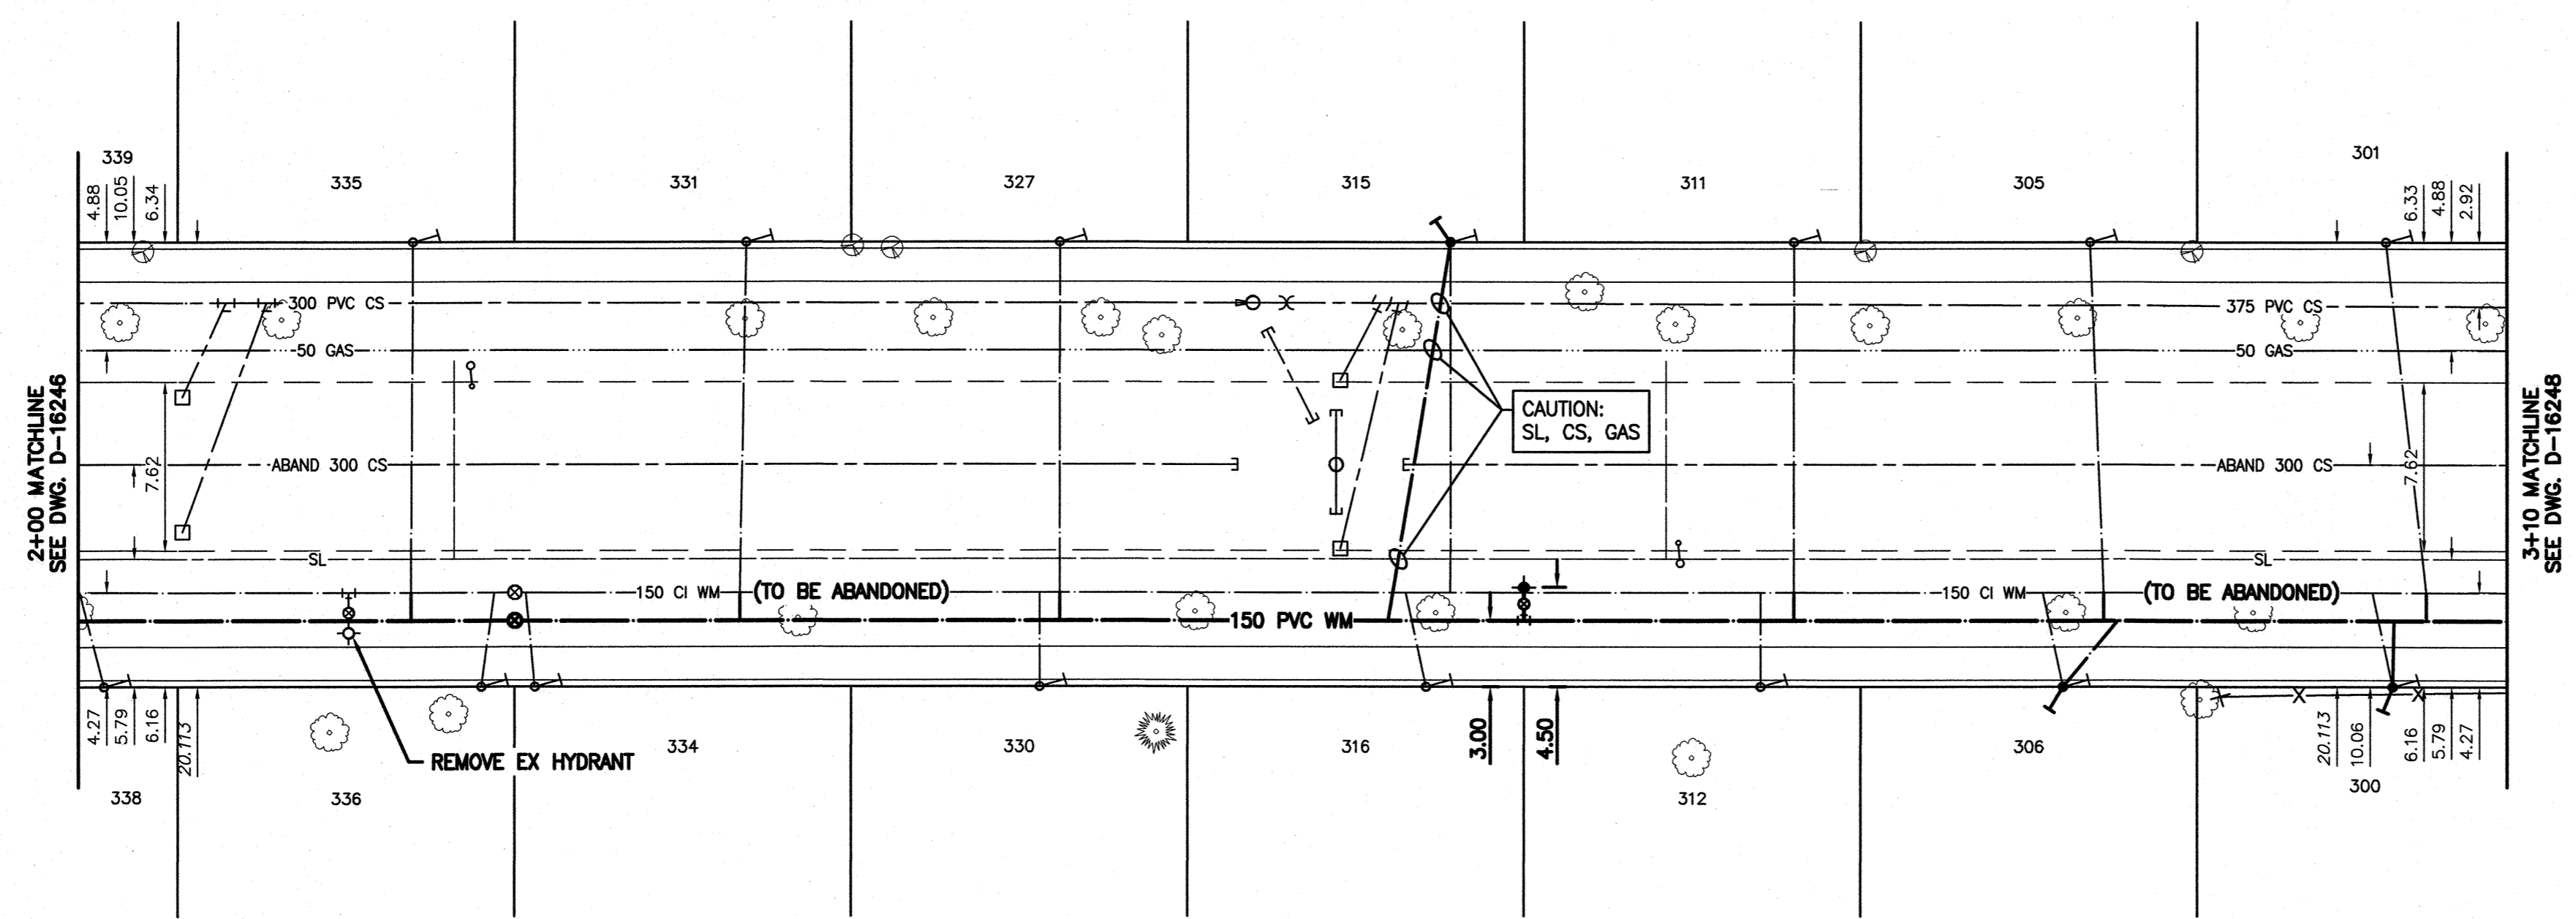 339
335
331
327
315
311
305
301
4.88
10.05
6.34
6.33
4.88
2.92
300 PVC CS
375 PVC CS
50 GAS
50 GAS
2+00 MATCHLINE
SEE DWG. D-16246
CAUTION:
SL, CS, GAS
3+10 MATCHLINE
SEE DWG. D-16248
7.62
ABAND 300 CS
ABAND 300 CS
7.62
SL
SL
150 CI WM
(TO BE ABANDONED)
150 CI WM
(TO BE ABANDONED)
150 PVC WM
4.27
5.79
6.16
20.113
3.00
4.50
20.113
10.06
6.16
5.79
4.27
REMOVE EX HYDRANT
334
330
316
306
338
336
312
300